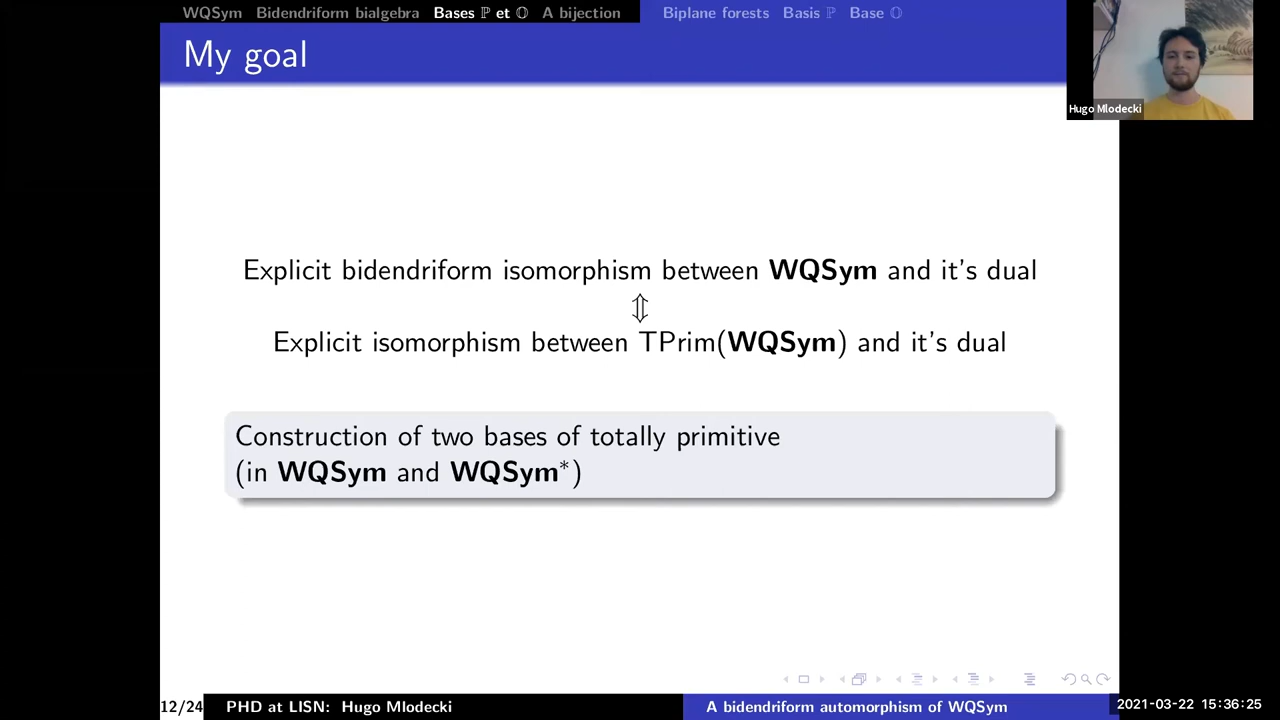 WQSym Bidendriform bialgebra Bases ℙ et 𝕆 A bijection Biplane forests Basis ℙ Base 𝕆
My goal
Hugo Mlodecki
Explicit bidendriform isomorphism between WQSym and it's dual
⇕
Explicit isomorphism between TPrim(WQSym) and it's dual
Construction of two bases of totally primitive
(in WQSym and WQSym*)
12/24 PHD at LISN: Hugo Mlodecki A bidendriform automorphism of WQSym 2021-03-22 15:36:25